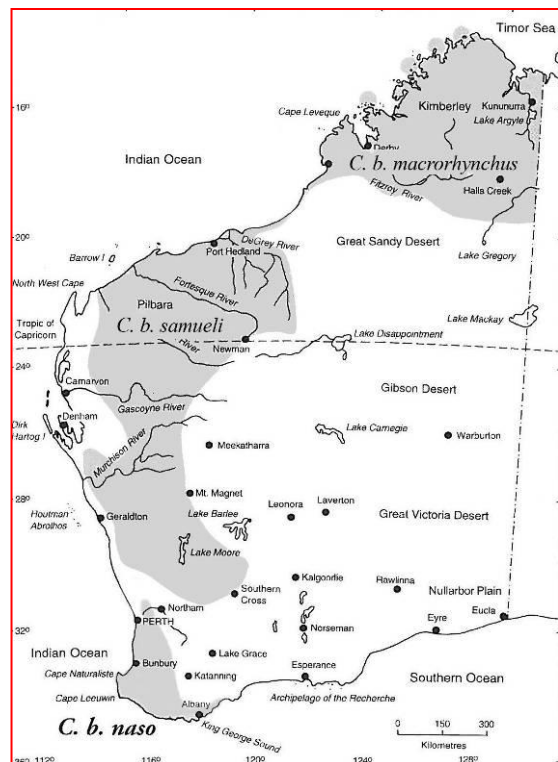 Timor Sea
16°
Cape Leveque
Kimberley
Kununurra
Lake Argyle
Derby
Indian Ocean
C. b. macrorhynchus
Halls Creek
Fitzroy River
20°
DeGrey River
Great Sandy Desert
Port Hedland
Lake Gregory
Barrow I
North West Cape
Fortesque River
Pilbara
Tropic of
Capricorn
C. b. samueli
Lake Mackay
Lake Disappointment
River
Newman
24°
Carnarvon
Gibson Desert
Gascoyne River
Denham
Dirk
Hartog I
Lake Carnegie
Warburton
Meekatharra
Murchison River
28°
Mt. Magnet
Houtman
Abrolhos
Geraldton
Lake Barlee
Leonora
Laverton
Great Victoria Desert
Lake Moore
Kalgoorlie
Rawlinna
Nullarbor Plain
Southern
Cross
Northam
PERTH
Norseman
Eyre
Eucla
32°
Indian Ocean
Lake Grace
Cape Naturaliste
Bunbury
Katanning
Esperance
Southern Ocean
Cape Leeuwin
Albany
Archipelago of the Recherche
King George Sound
C. b. naso
0 150 300
Kilometres
36°
112°
116°
120°
124°
128°